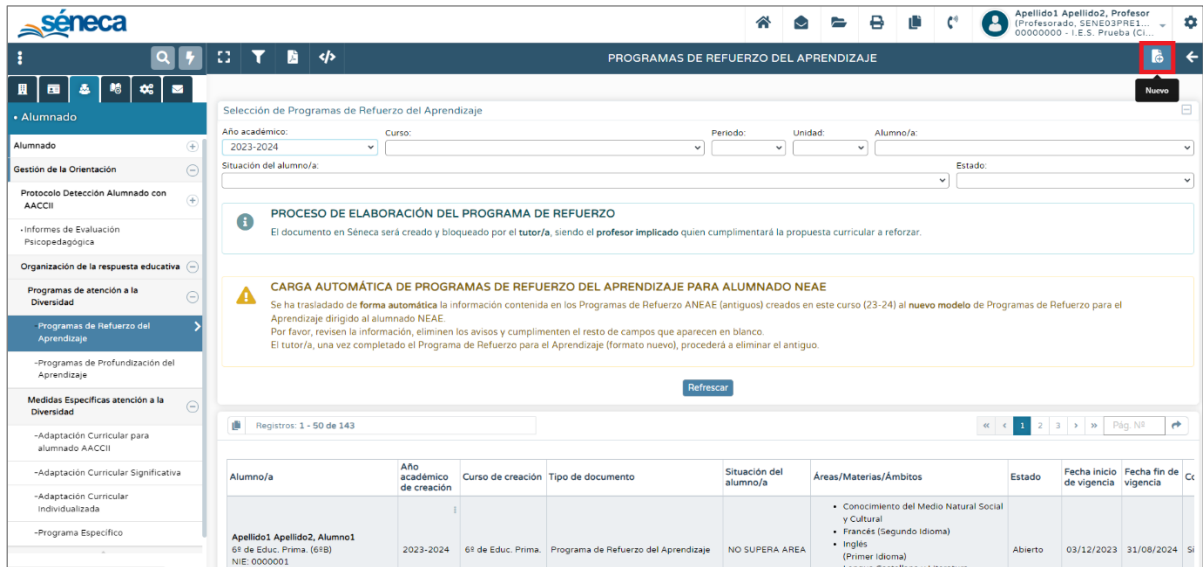 séneca
Apellido1 Apellido2, Profesor
(Profesorado, SENE03PRE1...
00000000 - I.E.S. Prueba (Ci...
PROGRAMAS DE REFUERZO DEL APRENDIZAJE
Nuevo
• Alumnado
Alumnado
Gestión de la Orientación
Protocolo Detección Alumnado con
AACCII
-Informes de Evaluación
Psicopedagógica
Organización de la respuesta educativa
Programas de atención a la
Diversidad
-Programas de Refuerzo del
Aprendizaje
-Programas de Profundización del
Aprendizaje
Medidas Específicas atención a la
Diversidad
-Adaptación Curricular para
alumnado AACCII
-Adaptación Curricular Significativa
-Adaptación Curricular
Individualizada
-Programa Específico
Selección de Programas de Refuerzo del Aprendizaje
Año académico: Curso: Periodo: Unidad: Alumno/a:
2023-2024
Situación del alumno/a: Estado:
PROCESO DE ELABORACIÓN DEL PROGRAMA DE REFUERZO
El documento en Séneca será creado y bloqueado por el tutor/a, siendo el profesor implicado quien cumplimentará la propuesta curricular a reforzar.
CARGA AUTOMÁTICA DE PROGRAMAS DE REFUERZO DEL APRENDIZAJE PARA ALUMNADO NEAE
Se ha trasladado de forma automática la información contenida en los Programas de Refuerzo ANEAE (antiguos) creados en este curso (23-24) al nuevo modelo de Programas de Refuerzo para el
Aprendizaje dirigido al alumnado NEAE.
Por favor, revisen la información, eliminen los avisos y cumplimenten el resto de campos que aparecen en blanco.
El tutor/a, una vez completado el Programa de Refuerzo para el Aprendizaje (formato nuevo), procederá a eliminar el antiguo.
Refrescar
Registros: 1 - 50 de 143
« < 1 2 3 > » Pág. Nº
Alumno/a
Año
académico
de creación
Curso de creación
Tipo de documento
Situación del
alumno/a
Áreas/Materias/Ámbitos
Estado
Fecha inicio
de vigencia
Fecha fin de
vigencia
Apellido1 Apellido2, Alumno1
6º de Educ. Prima. (6ºB)
NIE: 0000001
2023-2024
6º de Educ. Prima.
Programa de Refuerzo del Aprendizaje
NO SUPERA AREA
• Conocimiento del Medio Natural Social
y Cultural
• Francés (Segundo Idioma)
• Inglés
(Primer Idioma)
Abierto
03/12/2023
31/08/2024